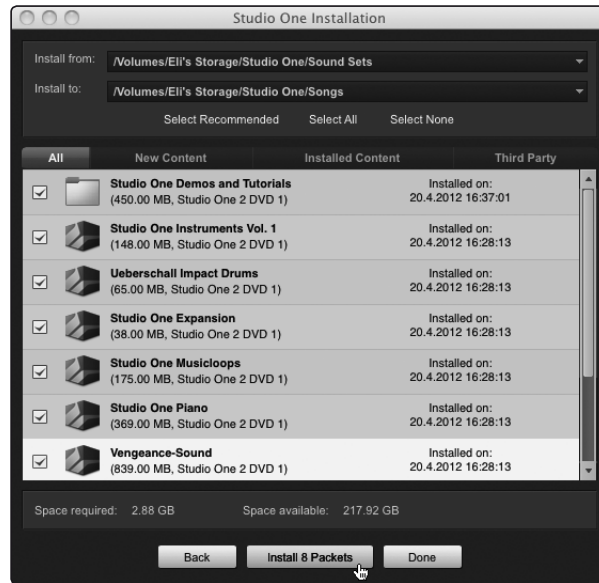 Studio One Installation
Install from: /Volumes/Eli's Storage/Studio One/Sound Sets
Install to: /Volumes/Eli's Storage/Studio One/Songs
Select Recommended Select All Select None
All New Content Installed Content Third Party
Studio One Demos and Tutorials Installed on:
(450.00 MB, Studio One 2 DVD 1) 20.4.2012 16:37:01
Studio One Instruments Vol. 1 Installed on:
(148.00 MB, Studio One 2 DVD 1) 20.4.2012 16:28:13
Ueberschall Impact Drums Installed on:
(65.00 MB, Studio One 2 DVD 1) 20.4.2012 16:28:13
Studio One Expansion Installed on:
(38.00 MB, Studio One 2 DVD 1) 20.4.2012 16:28:13
Studio One Musicloops Installed on:
(175.00 MB, Studio One 2 DVD 1) 20.4.2012 16:28:13
Studio One Piano Installed on:
(369.00 MB, Studio One 2 DVD 1) 20.4.2012 16:28:13
Vengeance-Sound Installed on:
(839.00 MB, Studio One 2 DVD 1) 20.4.2012 16:28:13
Space required: 2.88 GB Space available: 217.92 GB
Back Install 8 Packets Done